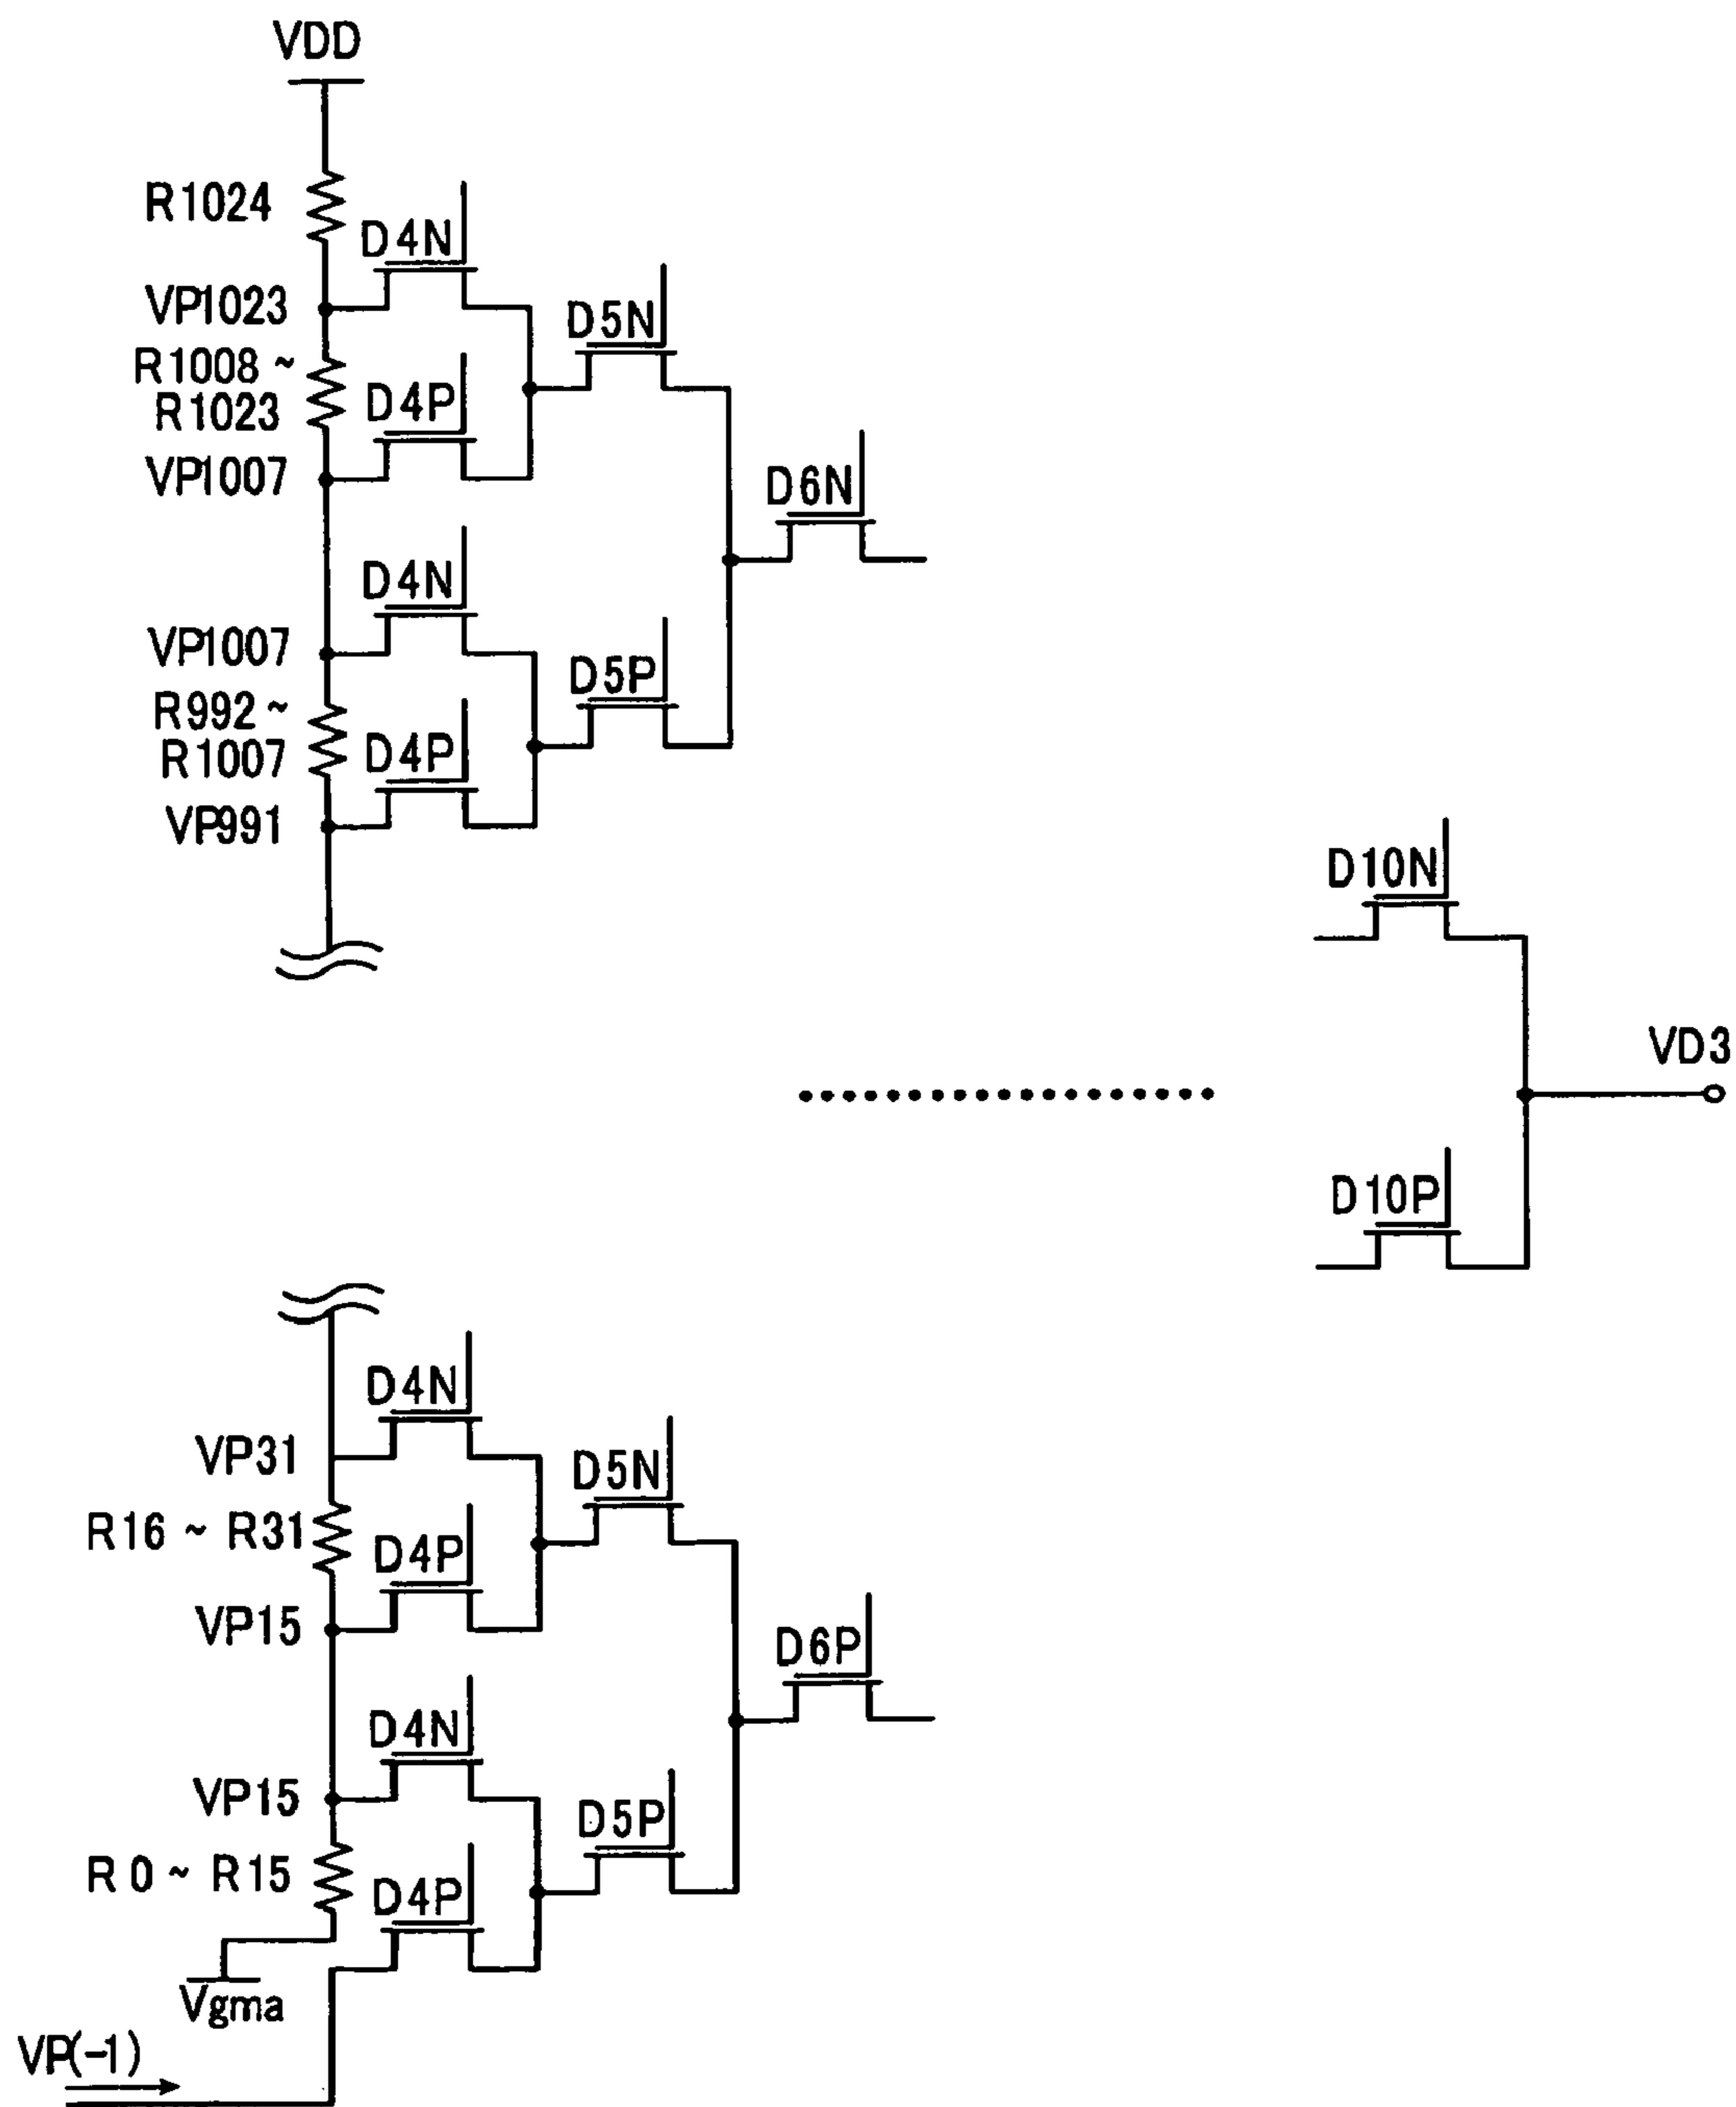 VDD
R1024
D4N
VP1023
D5N
R1008 ~
R1023
D4P
VP1007
D6N
D4N
VP1007
D5P
R992 ~
R1007
D4P
VP991
D10N
VD3
D10P
D4N
VP31
D5N
R16 ~ R31
D4P
VP15
D6P
D4N
VP15
D5P
R 0 ~ R15
D4P
Vgma
VP(-1)